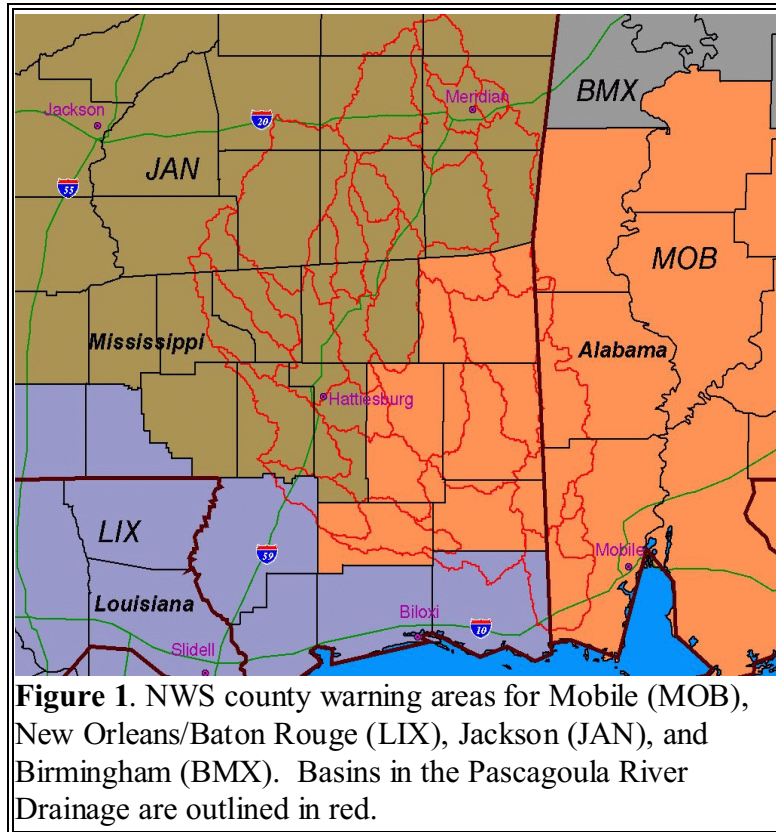 BMX
Meridian
Jackson
20
JAN
55
MOB
Mississippi
Alabama
Hattiesburg
LIX
59
Mobile
Louisiana
Biloxi
10
Slidell
Figure 1. NWS county warning areas for Mobile (MOB),
New Orleans/Baton Rouge (LIX), Jackson (JAN), and
Birmingham (BMX). Basins in the Pascagoula River
Drainage are outlined in red.